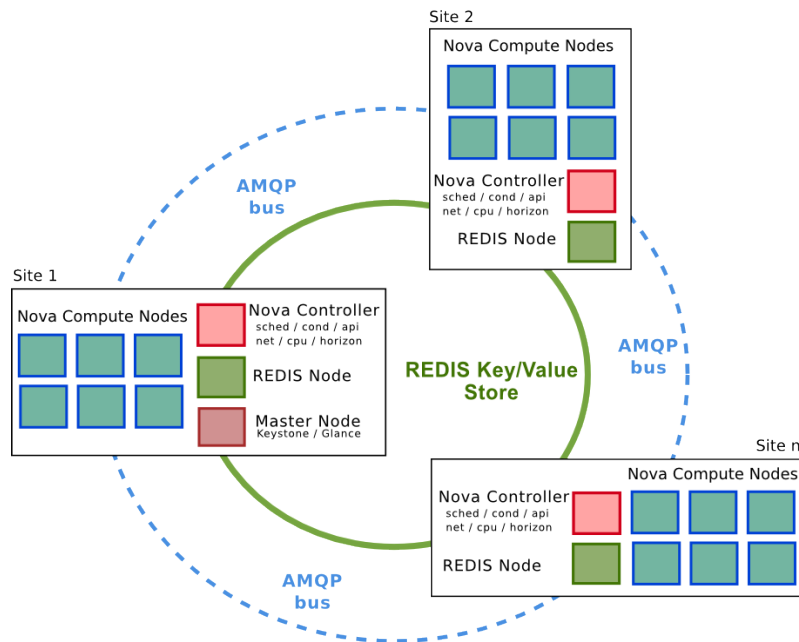 Site 2
Nova Compute Nodes
Nova Controller
sched / cond / api
net / cpu / horizon
REDIS Node
AMQP
bus
Site 1
Nova Compute Nodes
Nova Controller
sched / cond / api
net / cpu / horizon
REDIS Node
Master Node
Keystone / Glance
REDIS Key/Value
Store
AMQP
bus
Site n
Nova Compute Nodes
Nova Controller
sched / cond / api
net / cpu / horizon
REDIS Node
AMQP
bus